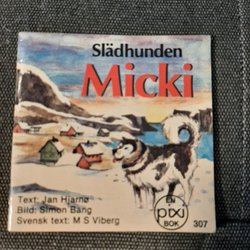 Slädhunden
Micki
Text: Jan Hjarnø
Bild: Simon Bang
Svensk text: M S Viberg
EN
pixi
BOK
307